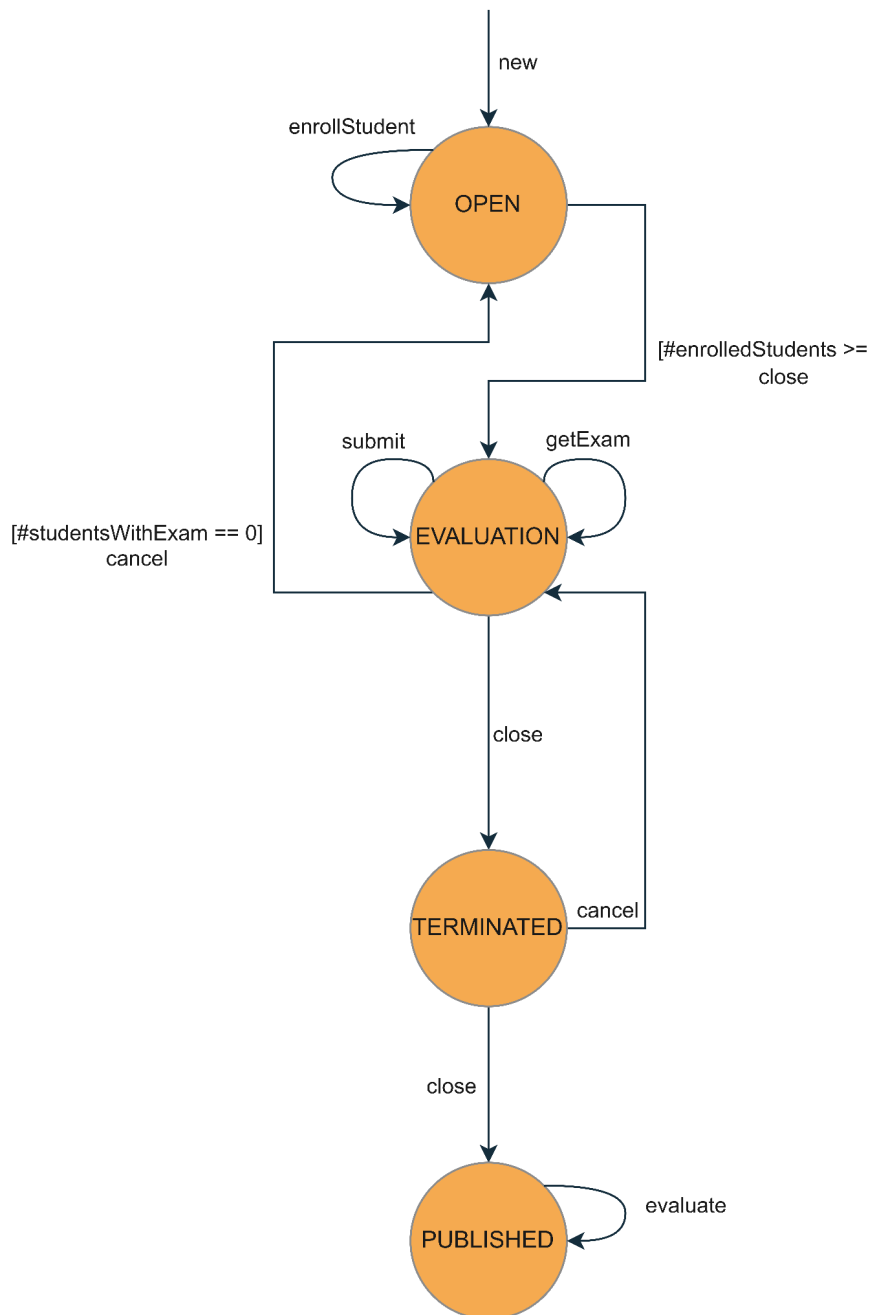 new
enrollStudent
OPEN
[#enrolledStudents >=
close
submit
getExam
EVALUATION
[#studentsWithExam == 0]
cancel
close
TERMINATED
cancel
close
evaluate
PUBLISHED